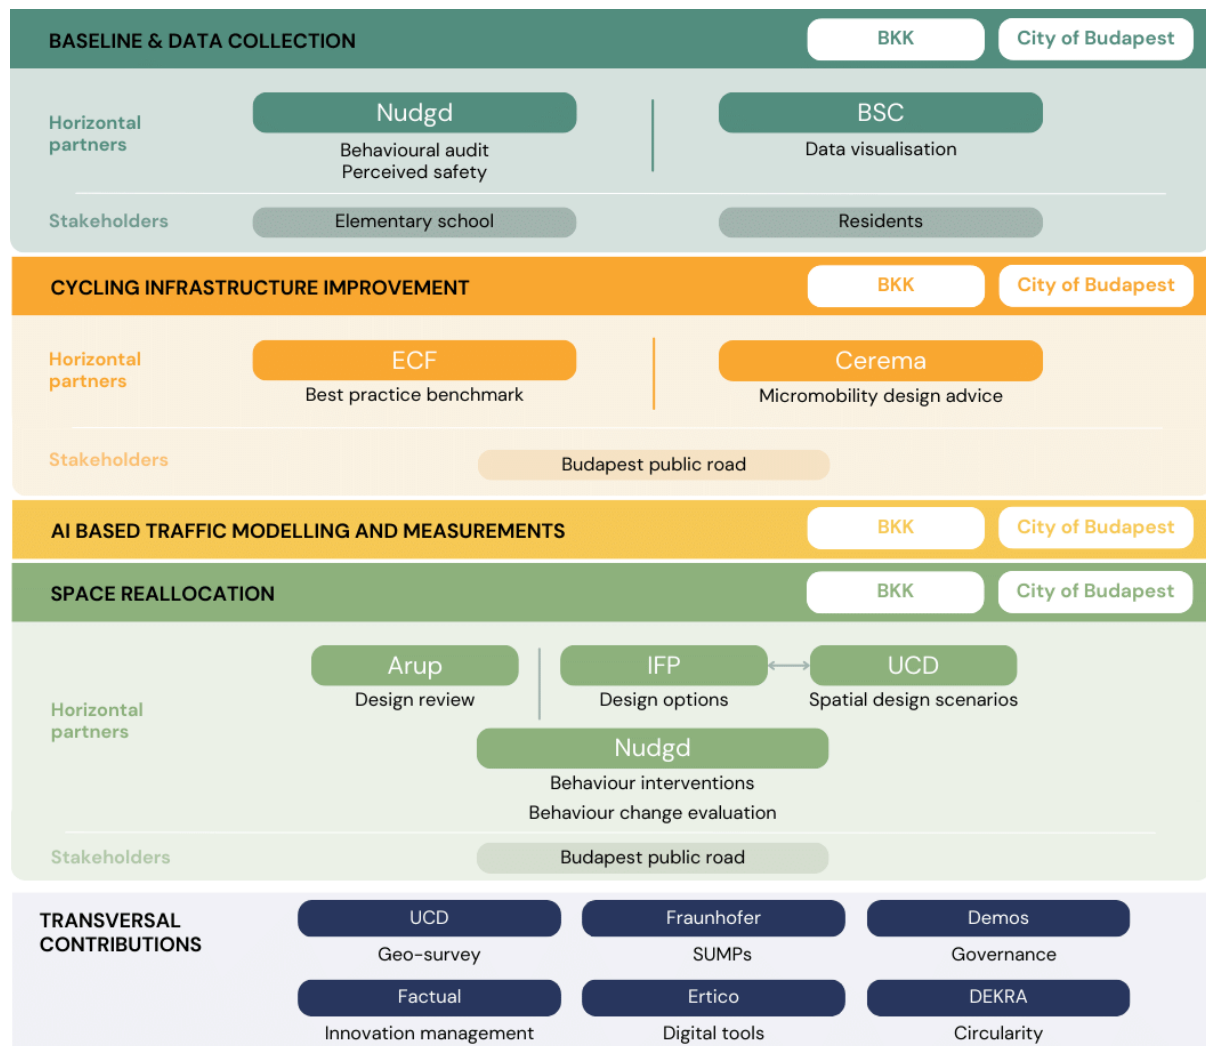 BASELINE & DATA COLLECTION
BKK
City of Budapest
Horizontal
partners
Nudgd
Behavioural audit
Perceived safety
BSC
Data visualisation
Stakeholders
Elementary school
Residents
CYCLING INFRASTRUCTURE IMPROVEMENT
BKK
City of Budapest
Horizontal
partners
ECF
Best practice benchmark
Cerema
Micromobility design advice
Stakeholders
Budapest public road
AI BASED TRAFFIC MODELLING AND MEASUREMENTS
BKK
City of Budapest
SPACE REALLOCATION
BKK
City of Budapest
Horizontal
partners
Arup
Design review
IFP
Design options
UCD
Spatial design scenarios
Nudgd
Behaviour interventions
Behaviour change evaluation
Stakeholders
Budapest public road
TRANSVERSAL
CONTRIBUTIONS
UCD
Geo-survey
Fraunhofer
SUMPs
Demos
Governance
Factual
Innovation management
Ertico
Digital tools
DEKRA
Circularity